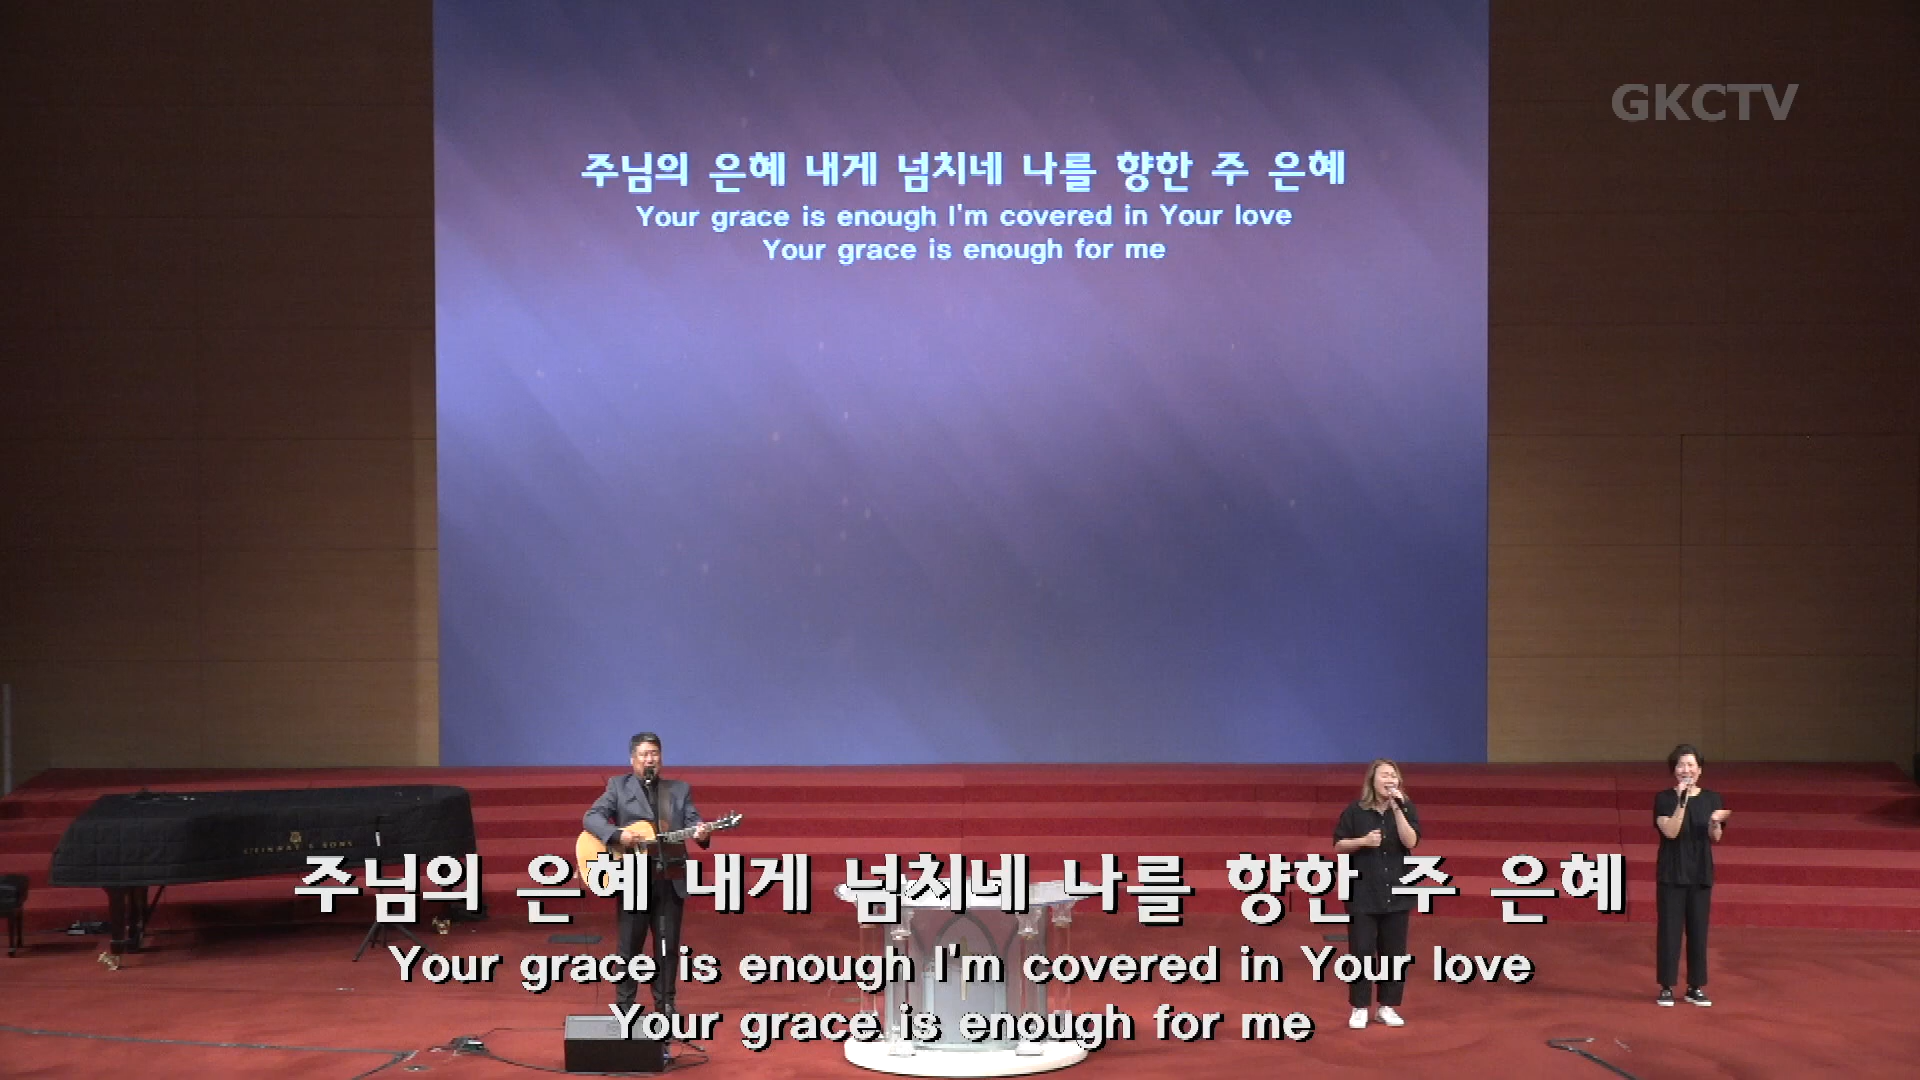 GKCTV
주님의 은혜 내게 넘치네 나를 향한 주 은혜
Your grace is enough I'm covered in Your love
Your grace is enough for me
STEINWAY & SONS
주님의 은혜 내게 넘치네 나를 향한 주 은혜
Your grace is enough I'm covered in Your love
Your grace is enough for me